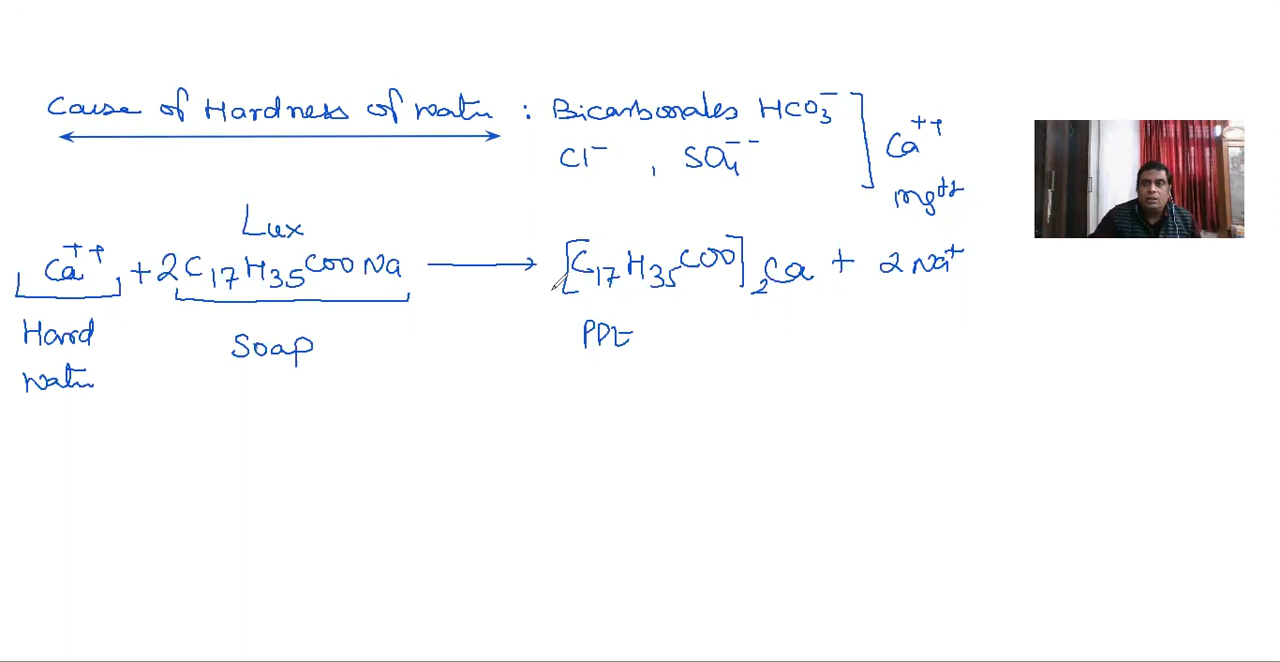 Cause of Hardness of Water : Bicarbonates HCO₃⁻
Cl⁻ , SO₄⁻⁻
Ca⁺⁺
Mg⁺⁺
Lux
Ca⁺⁺ + 2C₁₇H₃₅COONa ⟶ [C₁₇H₃₅COO]₂Ca + 2Na⁺
Hard Water
Soap
PPt